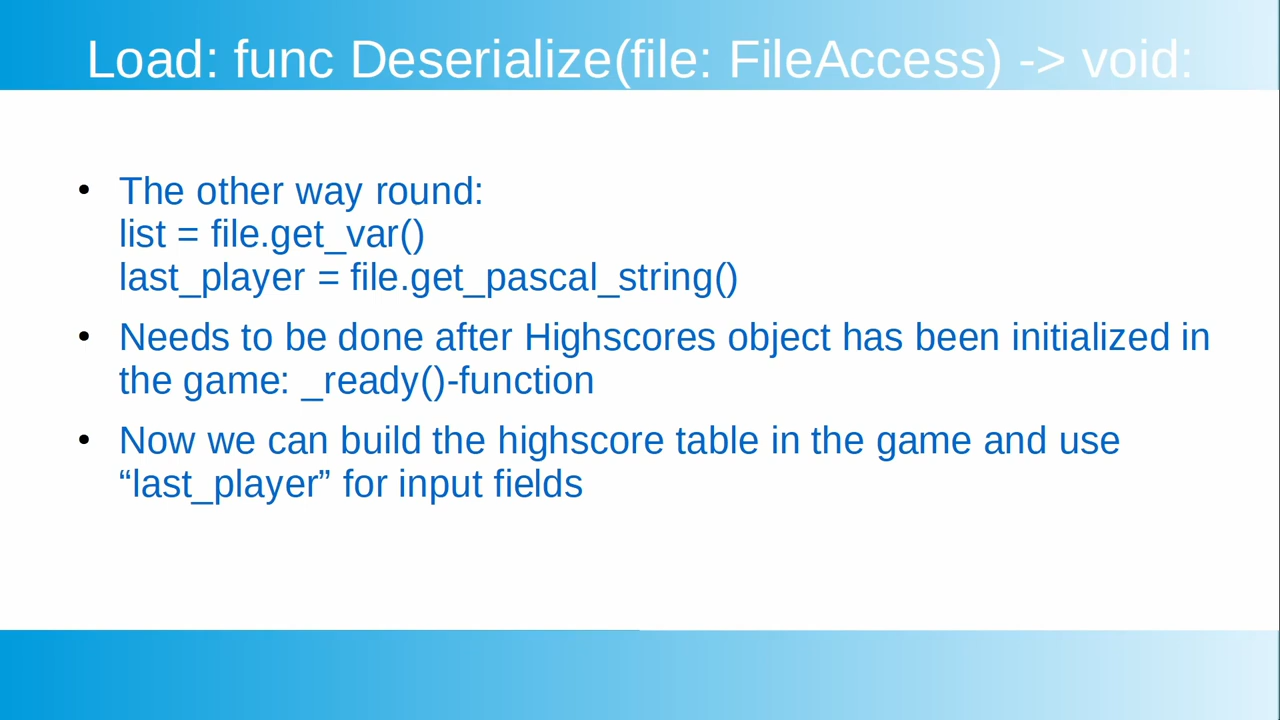 Load: func Deserialize(file: FileAccess) -> void:
• The other way round:
list = file.get_var()
last_player = file.get_pascal_string()
• Needs to be done after Highscores object has been initialized in
the game: _ready()-function
• Now we can build the highscore table in the game and use
“last_player” for input fields